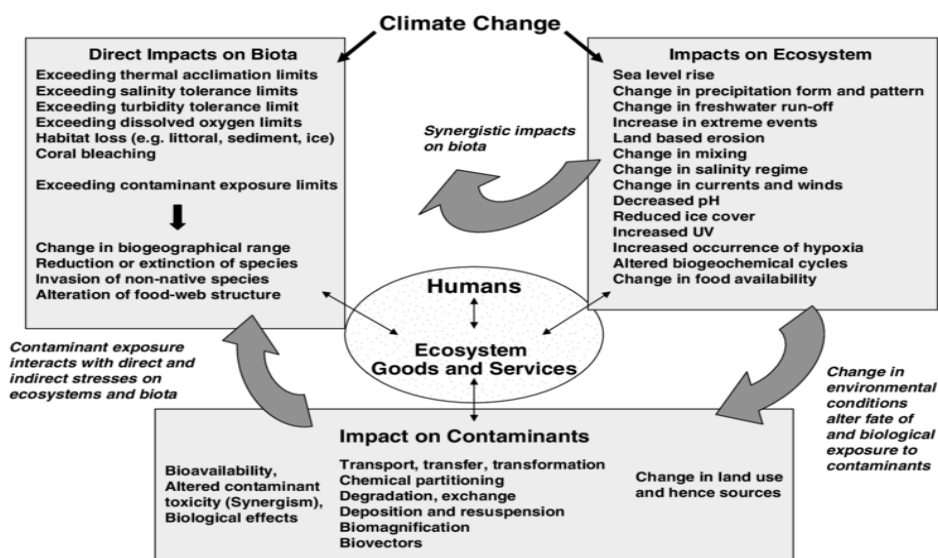 Climate Change
Direct Impacts on Biota
Exceeding thermal acclimation limits
Exceeding salinity tolerance limits
Exceeding turbidity tolerance limit
Exceeding dissolved oxygen limits
Habitat loss (e.g. littoral, sediment, ice)
Coral bleaching
Exceeding contaminant exposure limits
Change in biogeographical range
Reduction or extinction of species
Invasion of non-native species
Alteration of food-web structure
Synergistic impacts
on biota
Impacts on Ecosystem
Sea level rise
Change in precipitation form and pattern
Change in freshwater run-off
Increase in extreme events
Land based erosion
Change in mixing
Change in salinity regime
Change in currents and winds
Decreased pH
Reduced ice cover
Increased UV
Increased occurrence of hypoxia
Altered biogeochemical cycles
Change in food availability
Humans
Ecosystem
Goods and Services
Contaminant exposure
interacts with direct and
indirect stresses on
ecosystems and biota
Change in
environmental
conditions
alter fate of
and biological
exposure to
contaminants
Impact on Contaminants
Bioavailability,
Altered contaminant
toxicity (Synergism),
Biological effects
Transport, transfer, transformation
Chemical partitioning
Degradation, exchange
Deposition and resuspension
Biomagnification
Biovectors
Change in land use
and hence sources